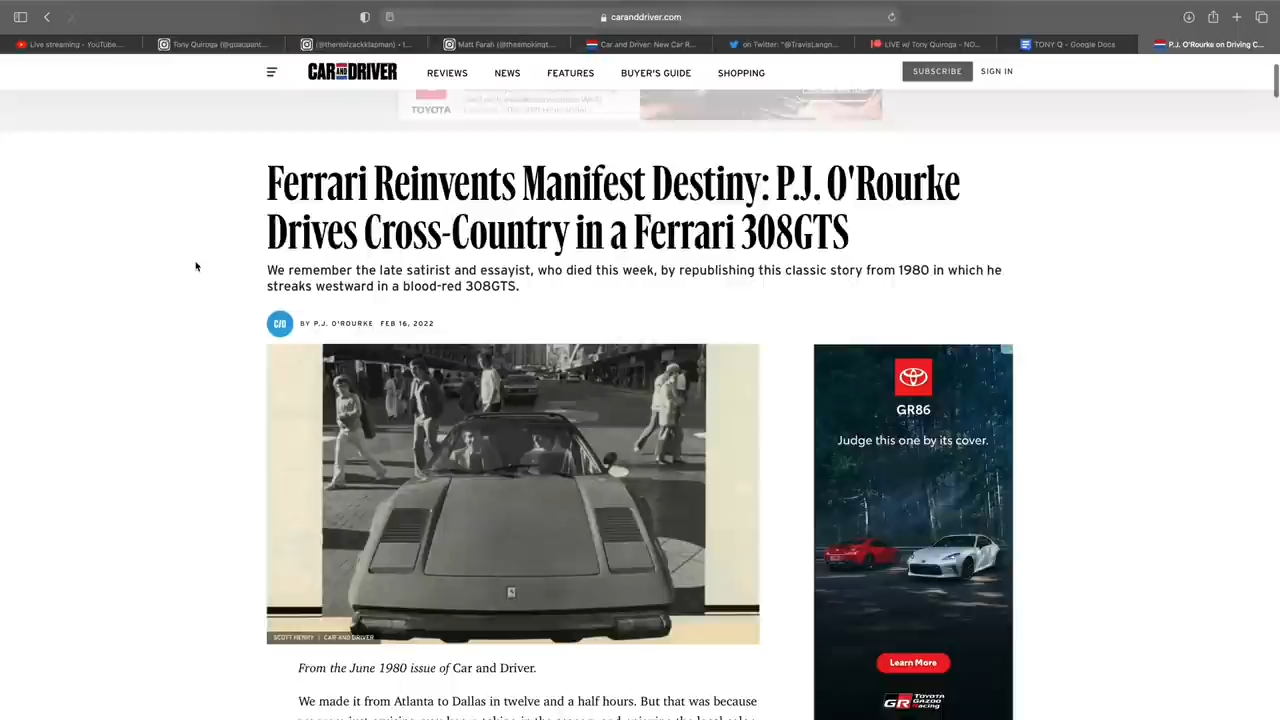 caranddriver.com
Live streaming - YouTube...
Tony Quiroga (@goaoant...
(@therealzackklapman) • I...
Matt Farah (@thesmokingt...
Car and Driver: New Car R...
on Twitter: "@TravisLangn...
LIVE w/ Tony Quiroga - NO...
TONY Q - Google Docs
P.J. O'Rourke on Driving C...
CAR AND DRIVER
REVIEWS
NEWS
FEATURES
BUYER'S GUIDE
SHOPPING
SUBSCRIBE
SIGN IN
TOYOTA
Ferrari Reinvents Manifest Destiny: P.J. O'Rourke
Drives Cross-Country in a Ferrari 308GTS
We remember the late satirist and essayist, who died this week, by republishing this classic story from 1980 in which he
streaks westward in a blood-red 308GTS.
C/D
BY P.J. O'ROURKE FEB 16, 2022
SCOTT HENRY | CAR AND DRIVER
GR86
Judge this one by its cover.
Learn More
GR TOYOTA
GAZOO
Racing
From the June 1980 issue of Car and Driver.
We made it from Atlanta to Dallas in twelve and a half hours. But that was because